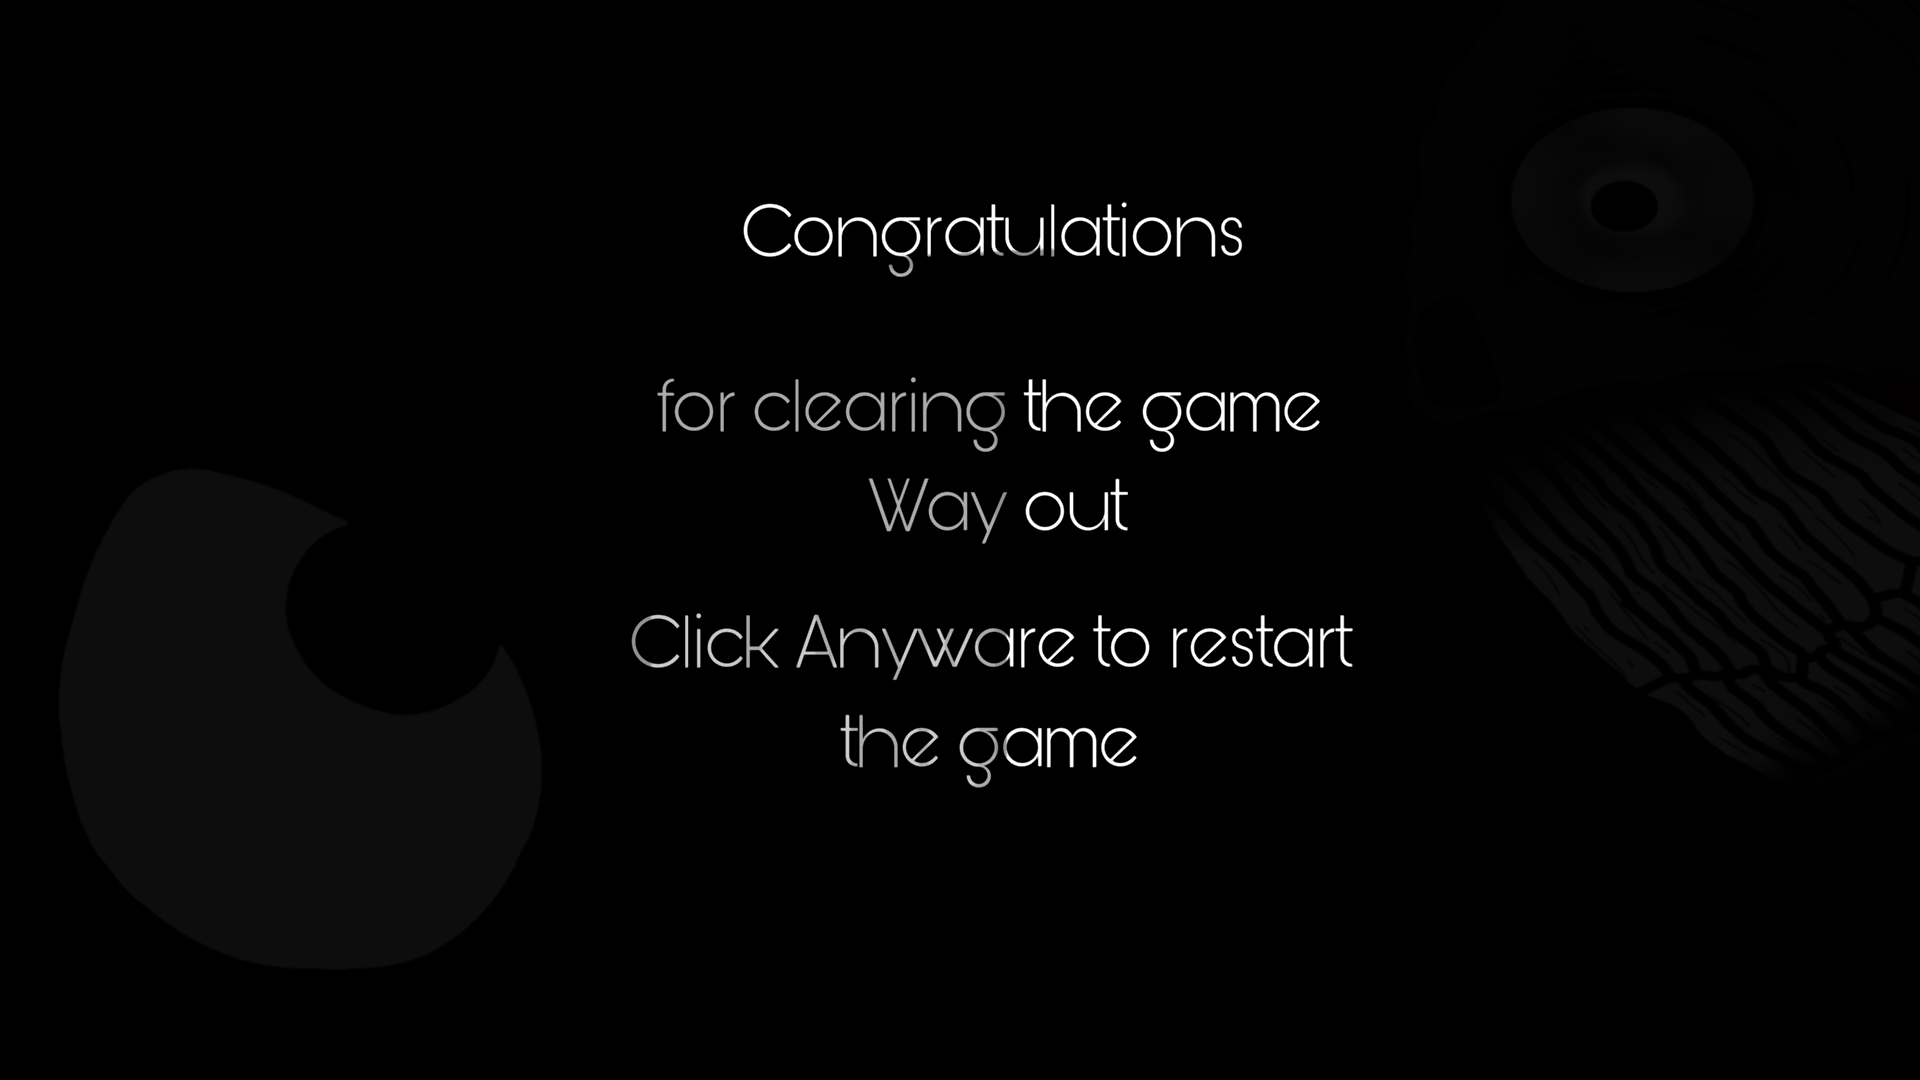 Congratulations
for clearing the game
Way out
Click Anyware to restart
the game